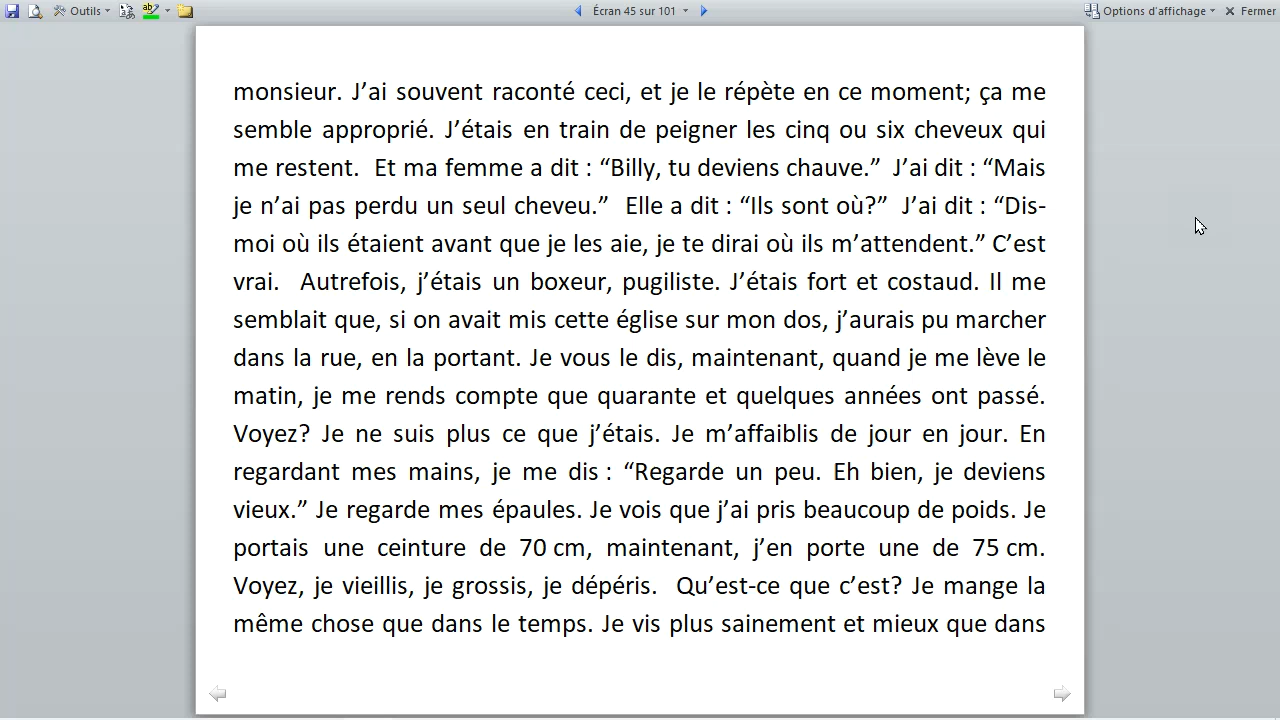 Outils
Écran 45 sur 101
Options d'affichage
Fermer
monsieur. J’ai souvent raconté ceci, et je le répète en ce moment; ça me
semble approprié. J’étais en train de peigner les cinq ou six cheveux qui
me restent.  Et ma femme a dit : “Billy, tu deviens chauve.”  J’ai dit : “Mais
je n’ai pas perdu un seul cheveu.”  Elle a dit : “Ils sont où?”  J’ai dit : “Dis-
moi où ils étaient avant que je les aie, je te dirai où ils m’attendent.” C’est
vrai.  Autrefois, j’étais un boxeur, pugiliste. J’étais fort et costaud. Il me
semblait que, si on avait mis cette église sur mon dos, j’aurais pu marcher
dans la rue, en la portant. Je vous le dis, maintenant, quand je me lève le
matin, je me rends compte que quarante et quelques années ont passé.
Voyez? Je ne suis plus ce que j’étais. Je m’affaiblis de jour en jour. En
regardant mes mains, je me dis : “Regarde un peu. Eh bien, je deviens
vieux.” Je regarde mes épaules. Je vois que j’ai pris beaucoup de poids. Je
portais une ceinture de 70 cm, maintenant, j’en porte une de 75 cm.
Voyez, je vieillis, je grossis, je dépéris.  Qu’est-ce que c’est? Je mange la
même chose que dans le temps. Je vis plus sainement et mieux que dans